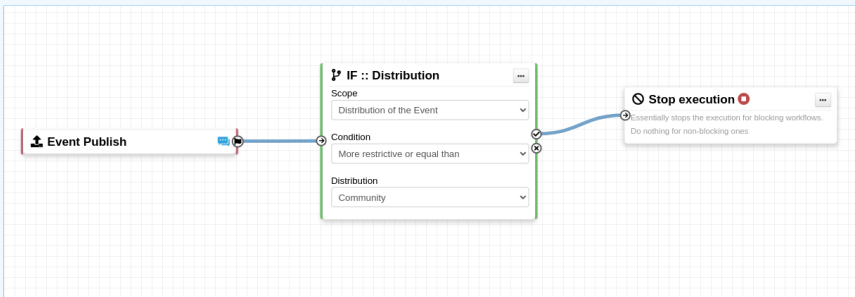 Event Publish
IF :: Distribution
Scope
Distribution of the Event
Condition
More restrictive or equal than
Distribution
Community
Stop execution
Essentially stops the execution for blocking workflows.
Do nothing for non-blocking ones